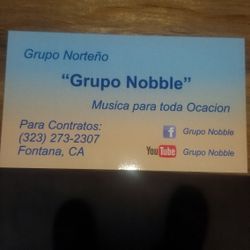 Grupo Norteño
“Grupo Nobble”
Musica para toda Ocacion
Para Contratos:
(323) 273-2307
Fontana, CA
f Grupo Nobble
YouTube Grupo Nobble